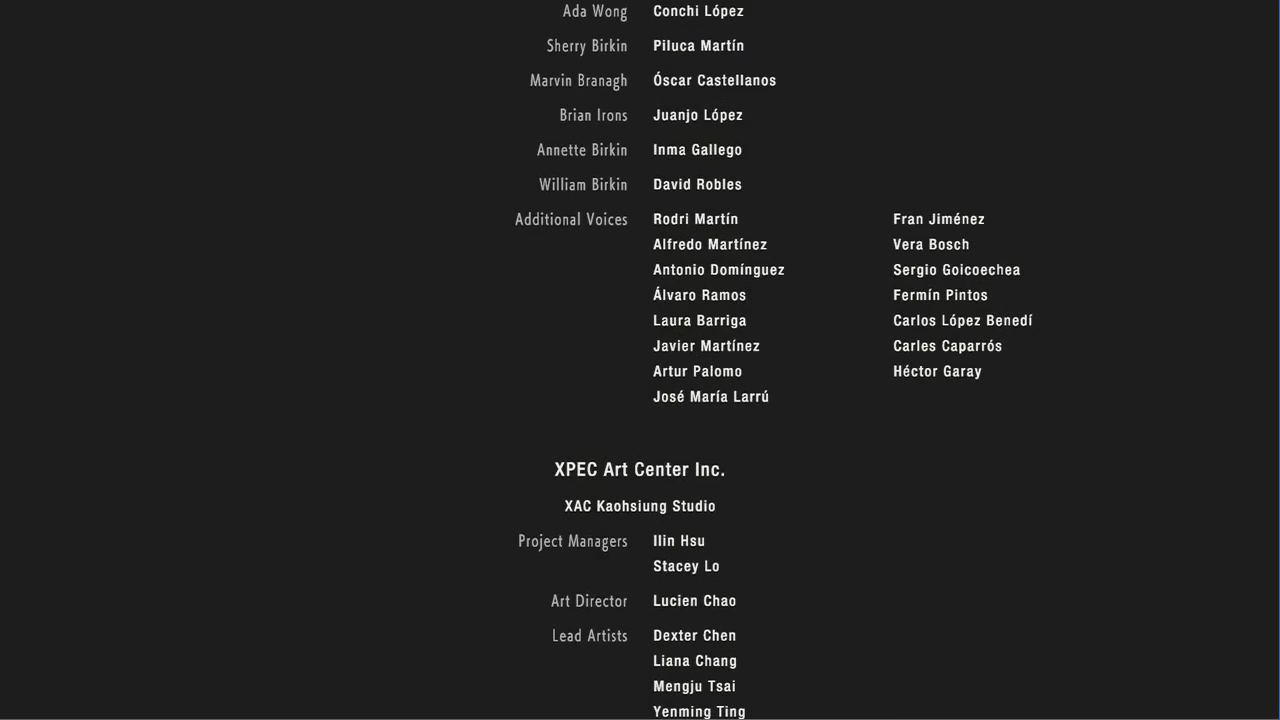 Ada Wong Conchi López
Sherry Birkin Piluca Martín
Marvin Branagh Óscar Castellanos
Brian Irons Juanjo López
Annette Birkin Inma Gallego
William Birkin David Robles
Additional Voices Rodri Martín Fran Jiménez
Alfredo Martínez Vera Bosch
Antonio Domínguez Sergio Goicoechea
Álvaro Ramos Fermín Pintos
Laura Barriga Carlos López Benedí
Javier Martínez Carles Caparrós
Artur Palomo Héctor Garay
José María Larrú
XPEC Art Center Inc.
XAC Kaohsiung Studio
Project Managers Ilin Hsu
Stacey Lo
Art Director Lucien Chao
Lead Artists Dexter Chen
Liana Chang
Mengju Tsai
Yenming Ting